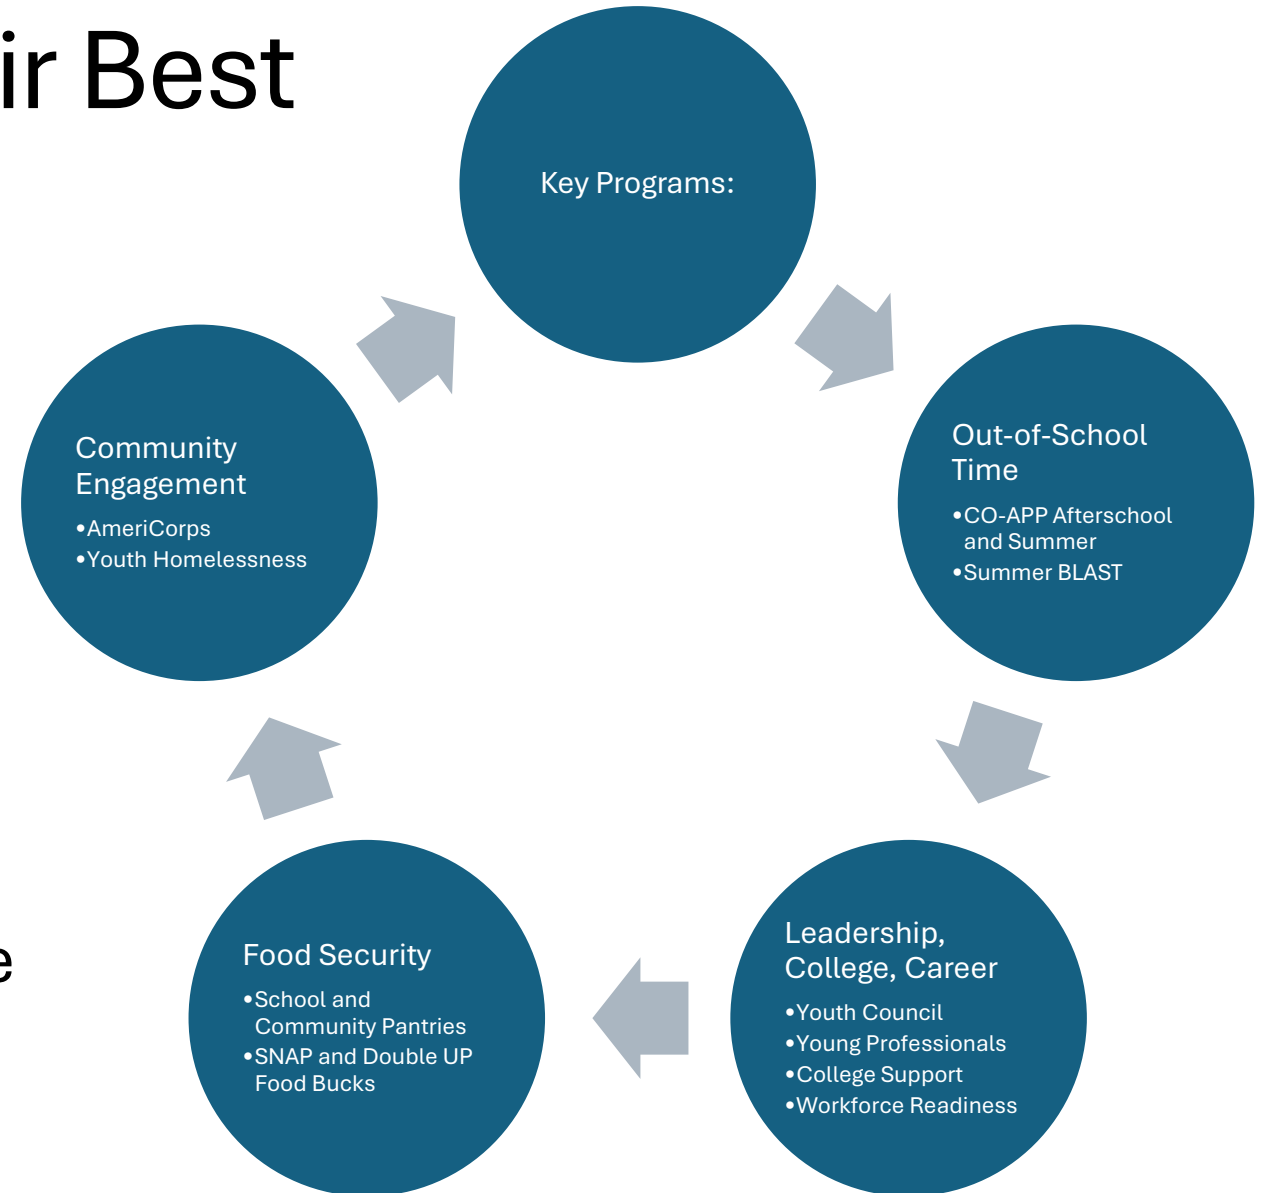 ir Best
Key Programs:
Out-of-School
Time
•CO-APP Afterschool
and Summer
•Summer BLAST
Leadership,
College, Career
•Youth Council
•Young Professionals
•College Support
•Workforce Readiness
Food Security
•School and
Community Pantries
•SNAP and Double UP
Food Bucks
Community
Engagement
•AmeriCorps
•Youth Homelessness
e